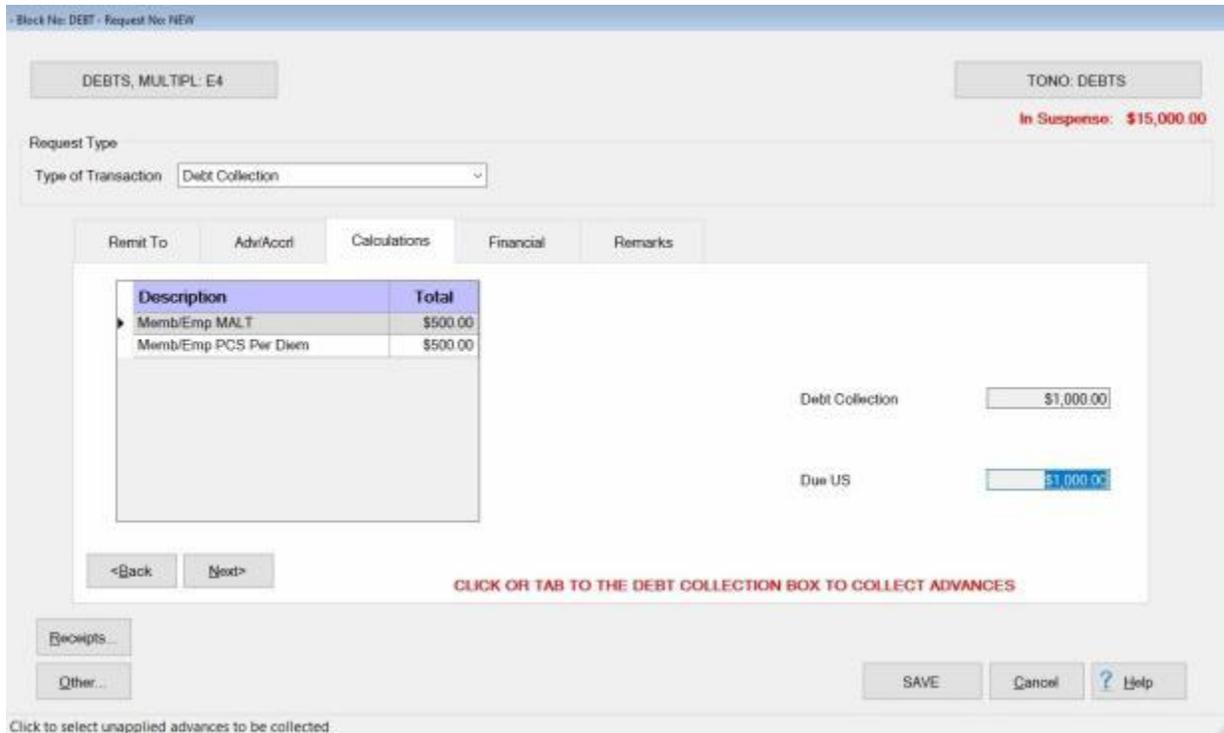 - Block No: DEBT - Request No: NEW
DEBTS, MULTIPL: E4
TONO: DEBTS
In Suspense: $15,000.00
Request Type
Type of Transaction Debt Collection
Remit To Adv/Accrl Calculations Financial Remarks
Description Total
Memb/Emp MALT $500.00
Memb/Emp PCS Per Diem $500.00
Debt Collection $1,000.00
Due US $1,000.00
<Back Next>
CLICK OR TAB TO THE DEBT COLLECTION BOX TO COLLECT ADVANCES
Receipts...
Other... SAVE Cancel ? Help
Click to select unapplied advances to be collected